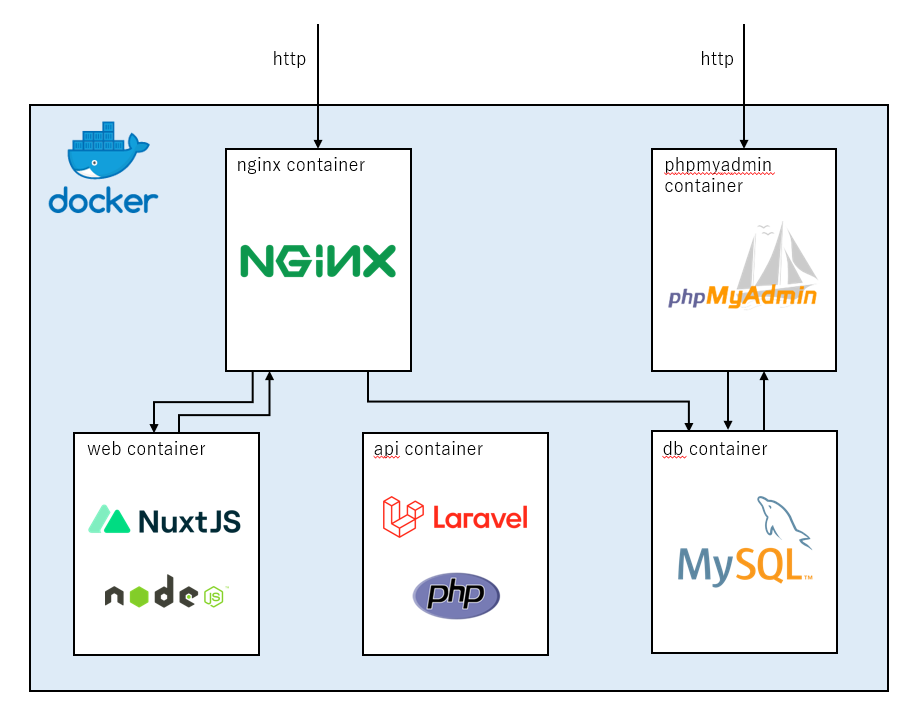 http
http
docker
nginx container
NGiNX
phpmyadmin
container
phpMyAdmin
web container
NuxtJS
node
JS
™
api container
Laravel
php
db container
MySQL™